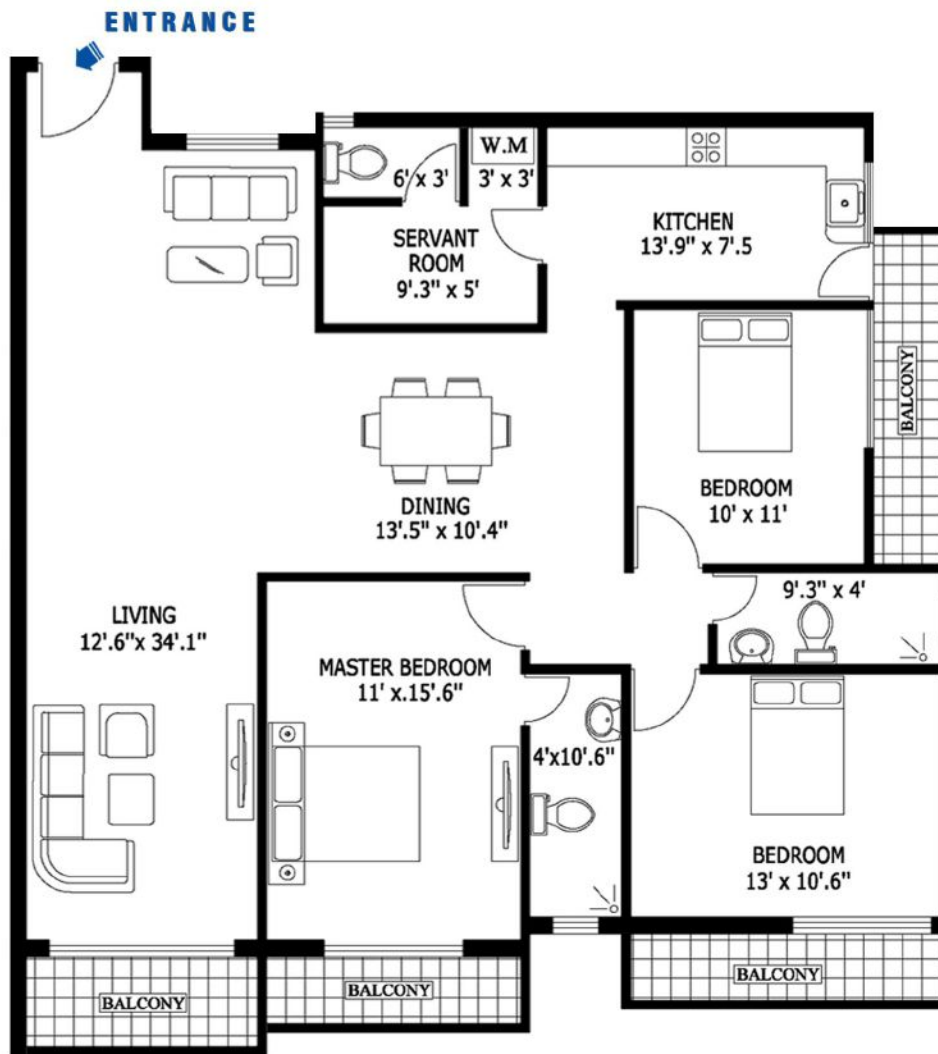 ENTRANCE
W.M
3' x 3'
6' x 3'
SERVANT
ROOM
9'.3" x 5'
KITCHEN
13'.9" x 7'.5
BALCONY
BEDROOM
10' x 11'
DINING
13'.5" x 10'.4"
9'.3" x 4'
LIVING
12'.6"x 34'.1"
MASTER BEDROOM
11' x.15'.6"
4'x10'.6"
BEDROOM
13' x 10'.6"
BALCONY
BALCONY
BALCONY